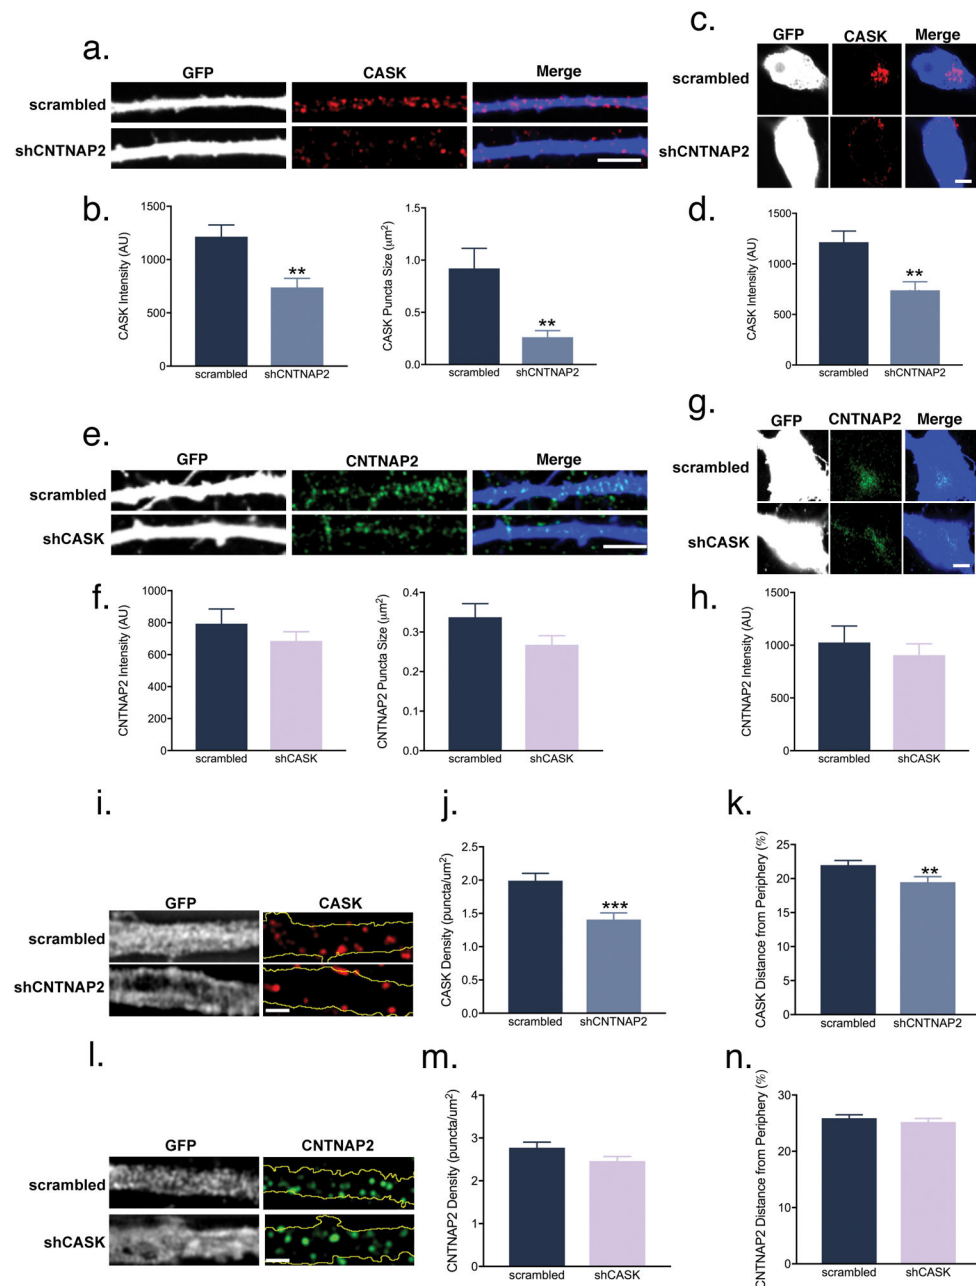 a.
GFP CASK Merge
scrambled
shCNTNAP2
c.
GFP CASK Merge
scrambled
shCNTNAP2
b.
CASK Intensity (AU)
1500
1000
500
0
**
scrambled shCNTNAP2
CASK Puncta Size (µm²)
1.5
1.0
0.5
0.0
**
scrambled shCNTNAP2
d.
CASK Intensity (AU)
1500
1000
500
0
**
scrambled shCNTNAP2
e.
GFP CNTNAP2 Merge
scrambled
shCASK
g.
GFP CNTNAP2 Merge
scrambled
shCASK
f.
CNTNAP2 Intensity (AU)
1000
800
600
400
200
0
scrambled shCASK
CNTNAP2 Puncta Size (µm²)
0.4
0.3
0.2
0.1
0.0
scrambled shCASK
h.
CNTNAP2 Intensity (AU)
1500
1000
500
0
scrambled shCASK
i.
GFP CASK
scrambled
shCNTNAP2
j.
CASK Density (puncta/um²)
2.5
2.0
1.5
1.0
0.5
0.0
***
scrambled shCNTNAP2
k.
CASK Distance from Periphery (%)
25
20
15
10
5
0
**
scrambled shCNTNAP2
l.
GFP CNTNAP2
scrambled
shCASK
m.
CNTNAP2 Density (puncta/um²)
4
3
2
1
0
scrambled shCASK
n.
CNTNAP2 Distance from Periphery (%)
30
20
10
0
scrambled shCASK